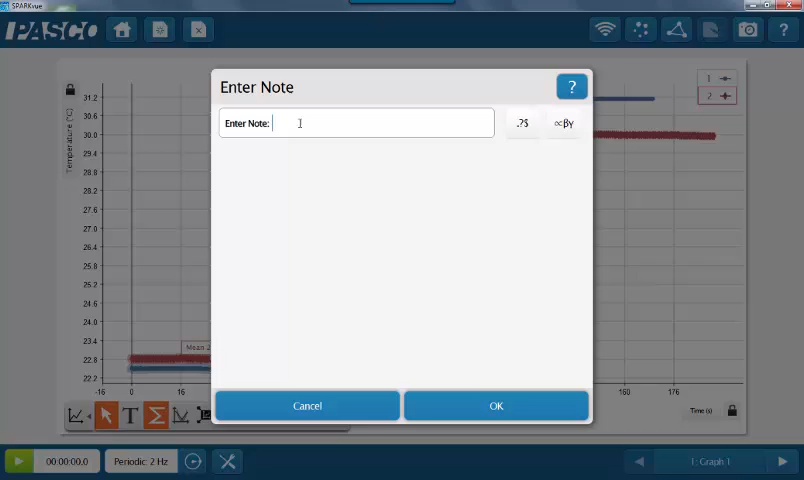 SPARKvue
PASCO
?
Enter Note
?
Enter Note:
.?$
∝βγ
Cancel
OK
1
2
Temperature (°C)
31.2
30.6
30.0
29.4
28.8
28.2
27.6
27.0
26.4
25.8
25.2
24.6
24.0
23.4
22.8
22.2
Mean 2
-16
0
16
160
176
Time (s)
T
Σ
00:00:00.0
Periodic: 2 Hz
1: Graph 1